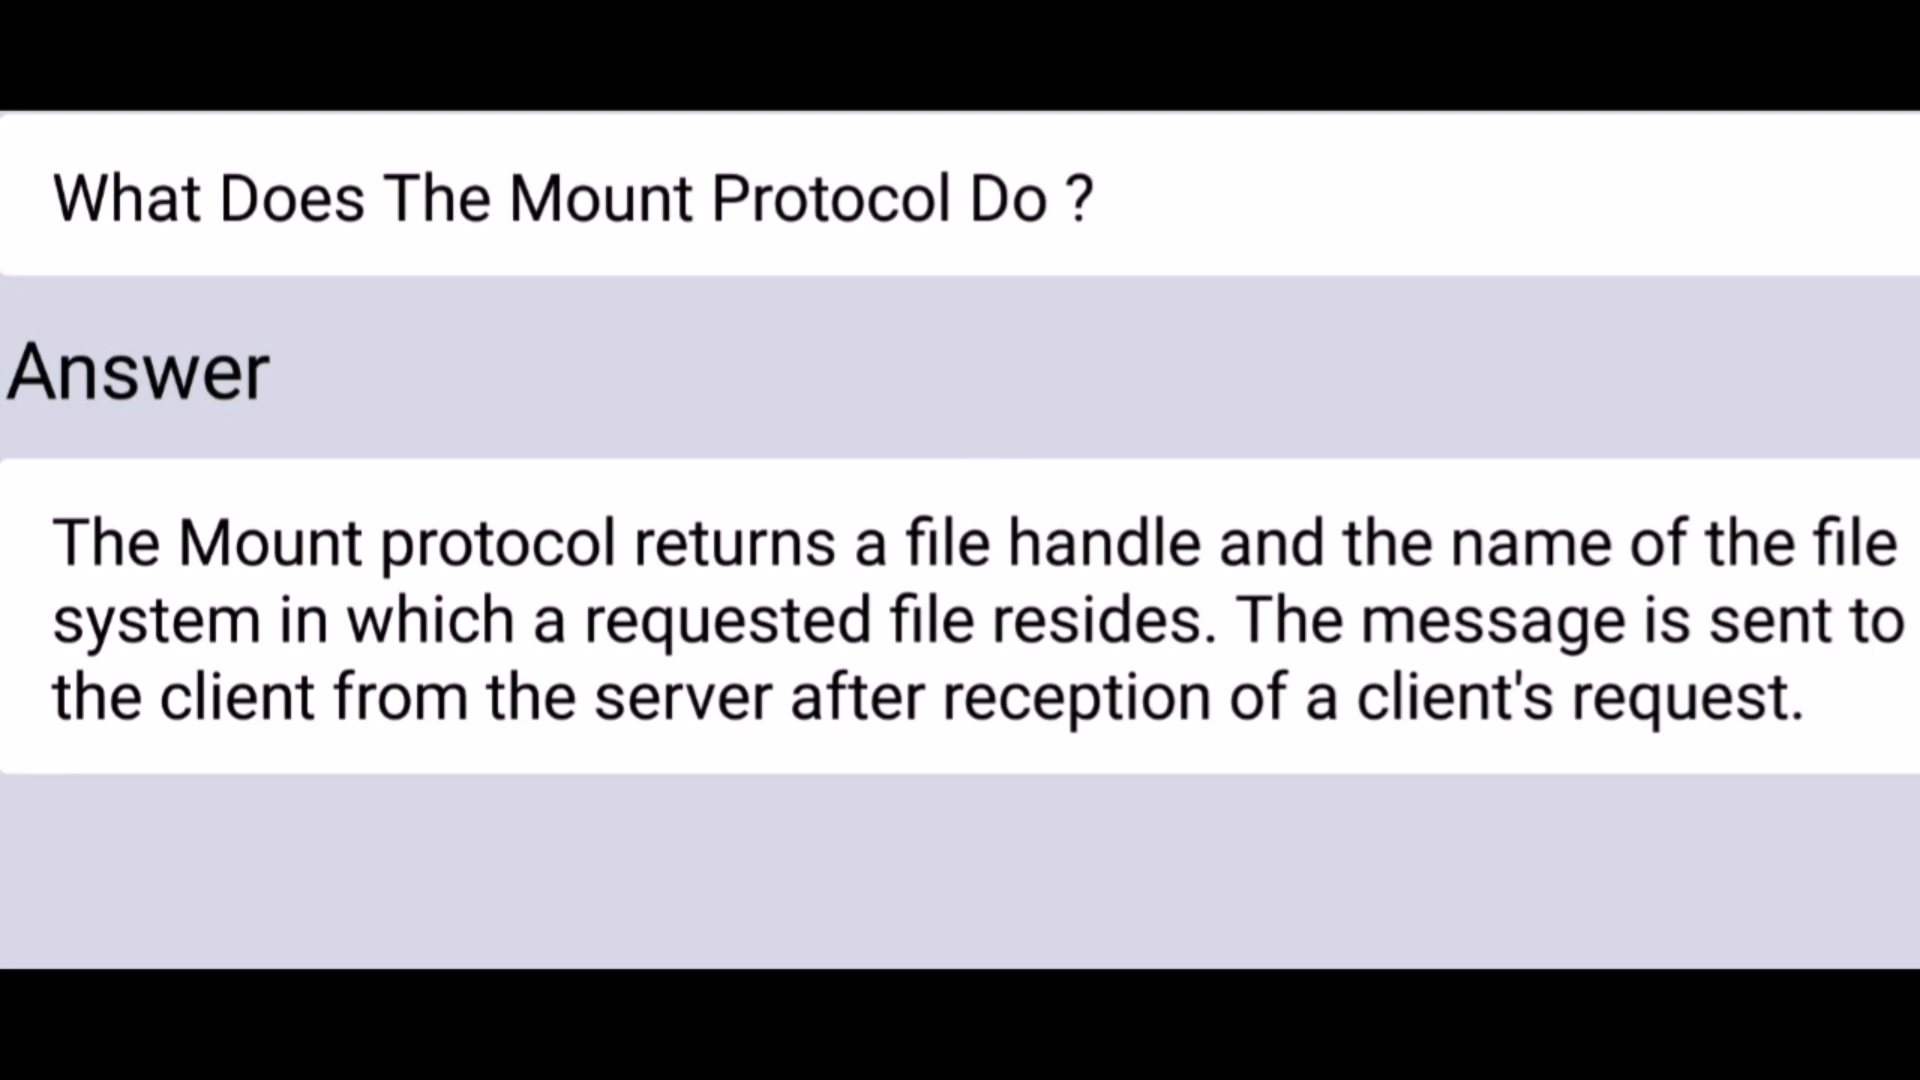 What Does The Mount Protocol Do ?
Answer
The Mount protocol returns a file handle and the name of the file
system in which a requested file resides. The message is sent to
the client from the server after reception of a client's request.